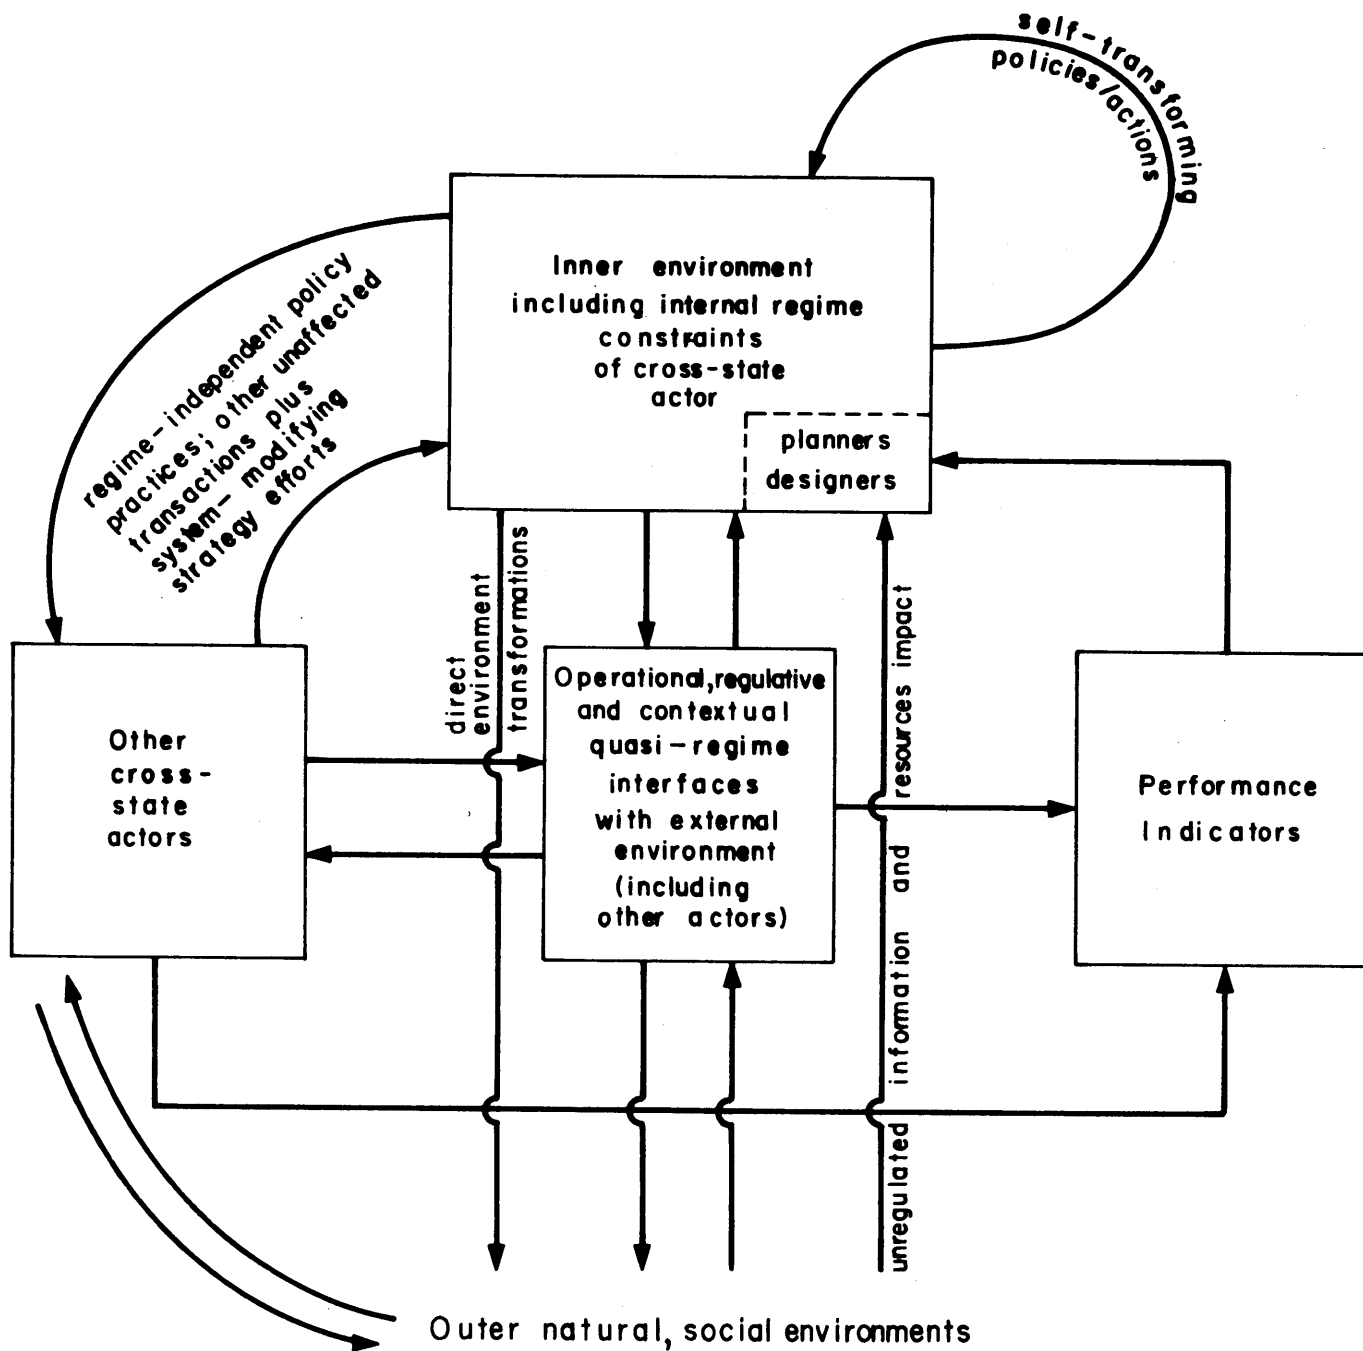 self-transforming
policies/actions
Inner environment
including internal regime
constraints
of cross-state
actor
planners
designers
regime-independent policy
practices; other unaffected
transactions plus
system-modifying
strategy efforts
direct
environment
transformations
unregulated information and resources impact
Other
cross-
state
actors
Operational, regulative
and contextual
quasi-regime
interfaces
with external
environment
(including
other actors)
Performance
Indicators
Outer natural, social environments